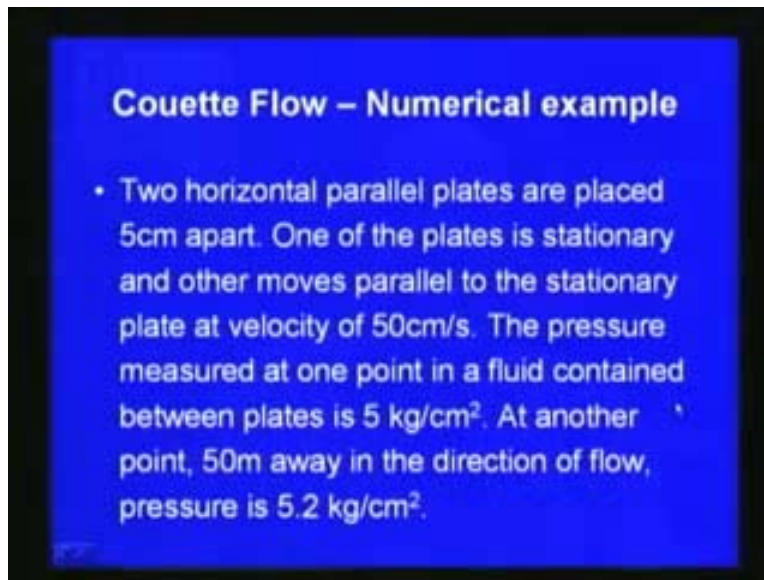 Couette Flow – Numerical example
• Two horizontal parallel plates are placed
5cm apart. One of the plates is stationary
and other moves parallel to the stationary
plate at velocity of 50cm/s. The pressure
measured at one point in a fluid contained
between plates is 5 kg/cm². At another
point, 50m away in the direction of flow,
pressure is 5.2 kg/cm².